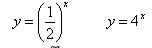 y = (1/2)^x    y = 4^x